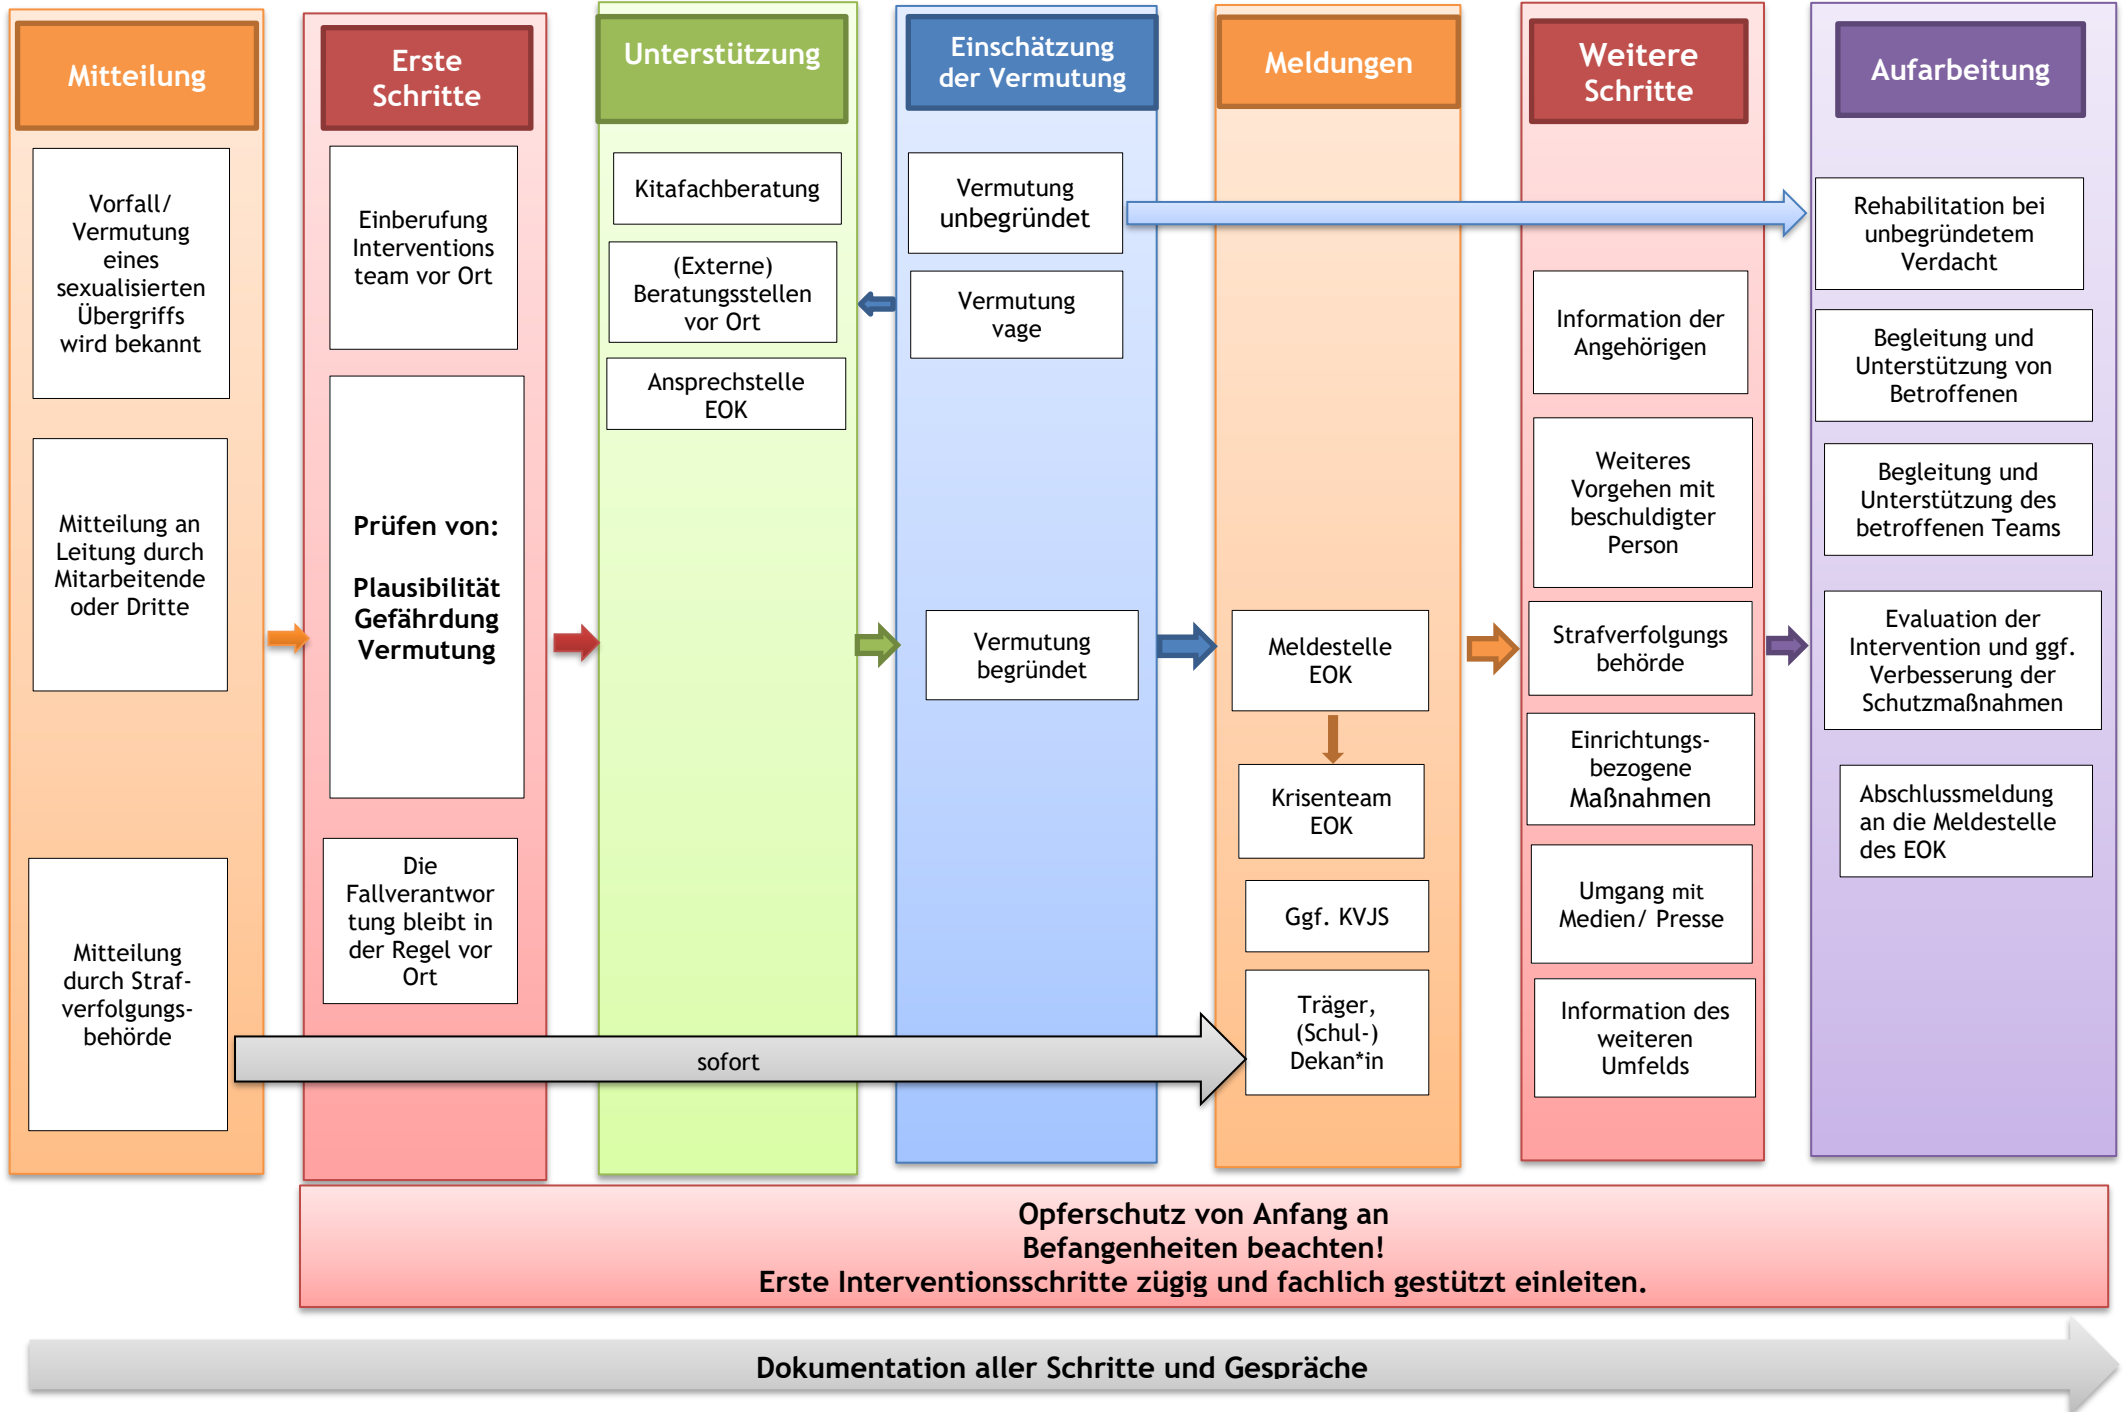 Mitteilung
Vorfall/
Vermutung
eines
sexualisierten
Übergriffs
wird bekannt
Mitteilung an
Leitung durch
Mitarbeitende
oder Dritte
Mitteilung
durch Straf-
verfolgungs-
behörde
Erste
Schritte
Einberufung
Interventions
team vor Ort
Prüfen von:
Plausibilität
Gefährdung
Vermutung
Die
Fallverantwor
tung bleibt in
der Regel vor
Ort
Unterstützung
Kitafachberatung
(Externe)
Beratungsstellen
vor Ort
Ansprechstelle
EOK
Einschätzung
der Vermutung
Vermutung
unbegründet
Vermutung
vage
Vermutung
begründet
Meldungen
Meldestelle
EOK
Krisenteam
EOK
Ggf. KVJS
Träger,
(Schul-)
Dekan*in
sofort
Weitere
Schritte
Information der
Angehörigen
Weiteres
Vorgehen mit
beschuldigter
Person
Strafverfolgungs
behörde
Einrichtungs-
bezogene
Maßnahmen
Umgang mit
Medien/ Presse
Information des
weiteren
Umfelds
Aufarbeitung
Rehabilitation bei
unbegründetem
Verdacht
Begleitung und
Unterstützung von
Betroffenen
Begleitung und
Unterstützung des
betroffenen Teams
Evaluation der
Intervention und ggf.
Verbesserung der
Schutzmaßnahmen
Abschlussmeldung
an die Meldestelle
des EOK
Opferschutz von Anfang an
Befangenheiten beachten!
Erste Interventionsschritte zügig und fachlich gestützt einleiten.
Dokumentation aller Schritte und Gespräche